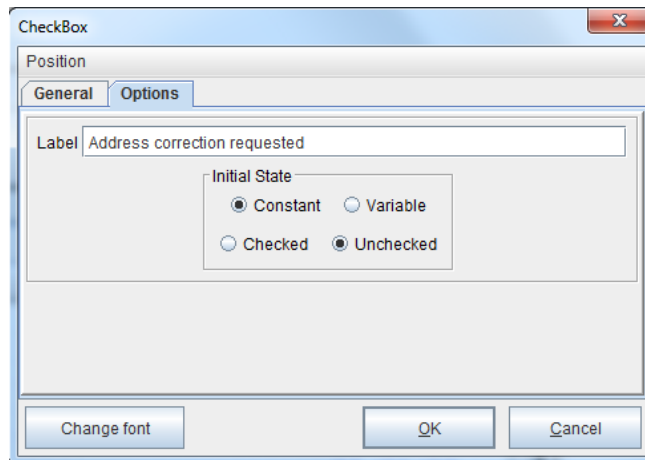 CheckBox
Position
General Options
Label Address correction requested
Initial State
Constant Variable
Checked Unchecked
Change font OK Cancel